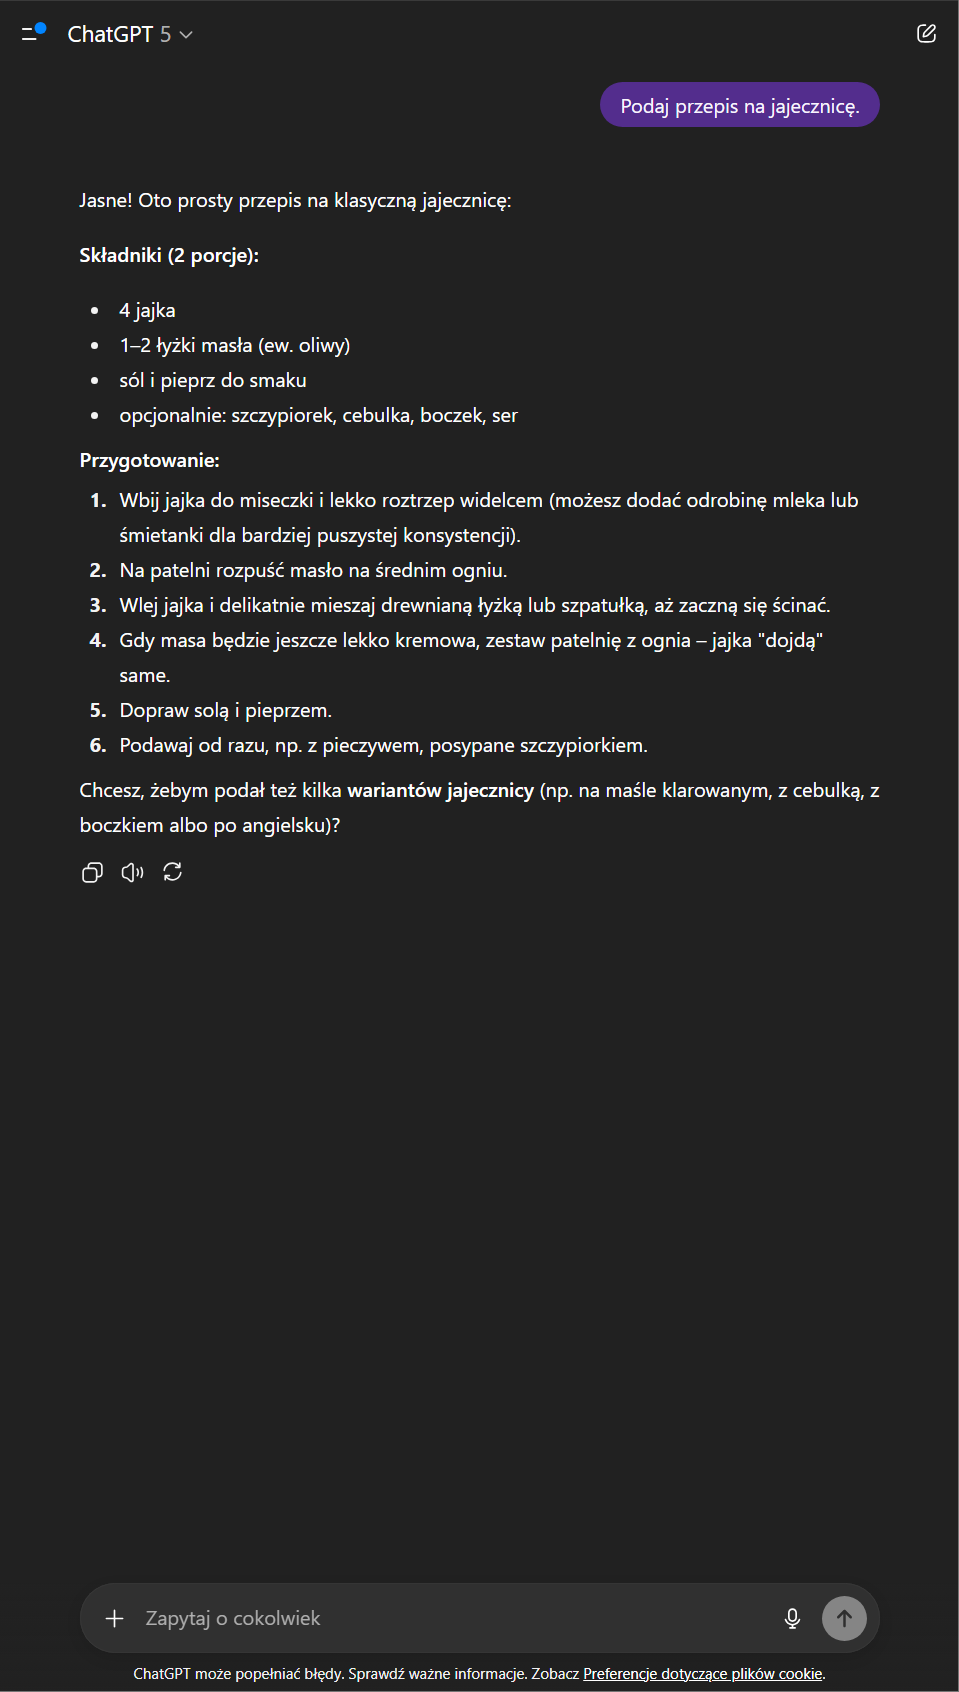 ChatGPT 5
Podaj przepis na jajecznicę.
Jasne! Oto prosty przepis na klasyczną jajecznicę:
Składniki (2 porcje):
• 4 jajka
• 1–2 łyżki masła (ew. oliwy)
• sól i pieprz do smaku
• opcjonalnie: szczypiorek, cebulka, boczek, ser
Przygotowanie:
1. Wbij jajka do miseczki i lekko roztrzep widelcem (możesz dodać odrobinę mleka lub
śmietanki dla bardziej puszystej konsystencji).
2. Na patelni rozpuść masło na średnim ogniu.
3. Wlej jajka i delikatnie mieszaj drewnianą łyżką lub szpatułką, aż zaczną się ścinać.
4. Gdy masa będzie jeszcze lekko kremowa, zestaw patelnię z ognia – jajka "dojdą"
same.
5. Dopraw solą i pieprzem.
6. Podawaj od razu, np. z pieczywem, posypane szczypiorkiem.
Chcesz, żebym podał też kilka wariantów jajecznicy (np. na maśle klarowanym, z cebulką, z
boczkiem albo po angielsku)?
Zapytaj o cokolwiek
ChatGPT może popełniać błędy. Sprawdź ważne informacje. Zobacz Preferencje dotyczące plików cookie.